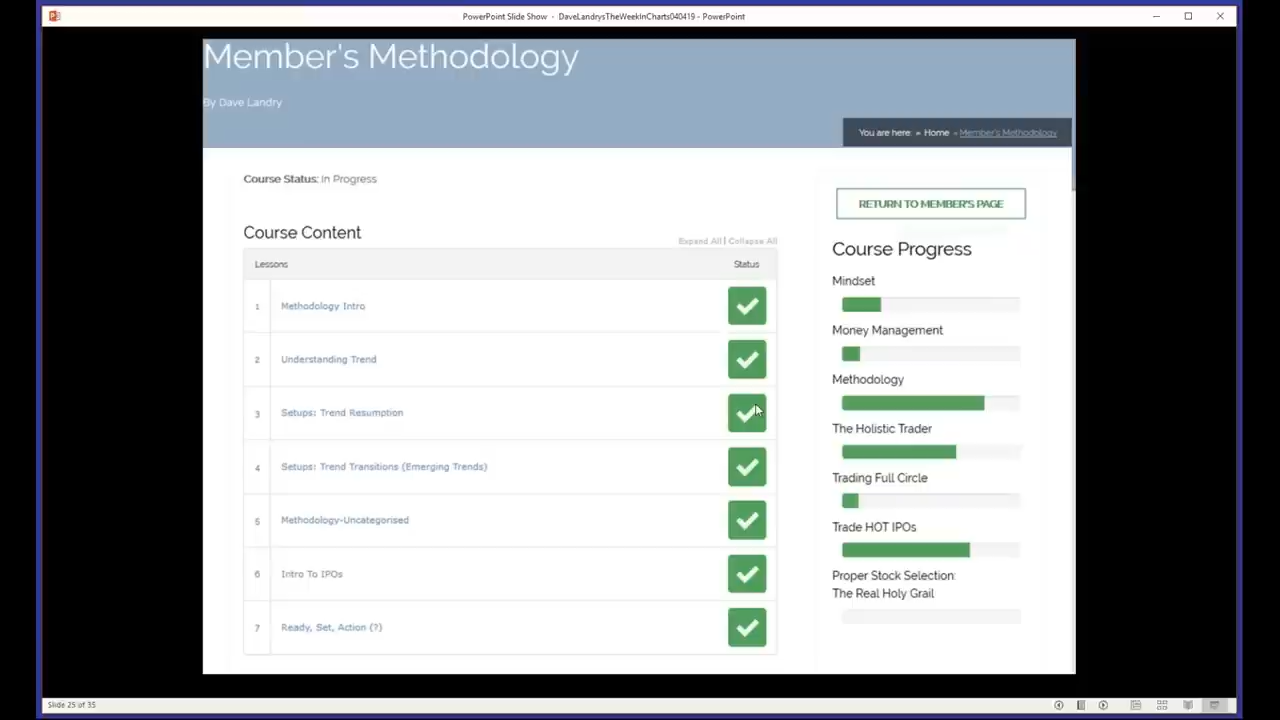 PowerPoint Slide Show - DaveLandrysTheWeekInCharts040419 - PowerPoint
Member's Methodology
By Dave Landry
You are here: » Home » Member's Methodology
Course Status: In Progress
RETURN TO MEMBER'S PAGE
Course Content
Expand All | Collapse All
Lessons Status
1 Methodology Intro
2 Understanding Trend
3 Setups: Trend Resumption
4 Setups: Trend Transitions (Emerging Trends)
5 Methodology-Uncategorised
6 Intro To IPOs
7 Ready, Set, Action (?)
Course Progress
Mindset
Money Management
Methodology
The Holistic Trader
Trading Full Circle
Trade HOT IPOs
Proper Stock Selection:
The Real Holy Grail
Slide 25 of 35